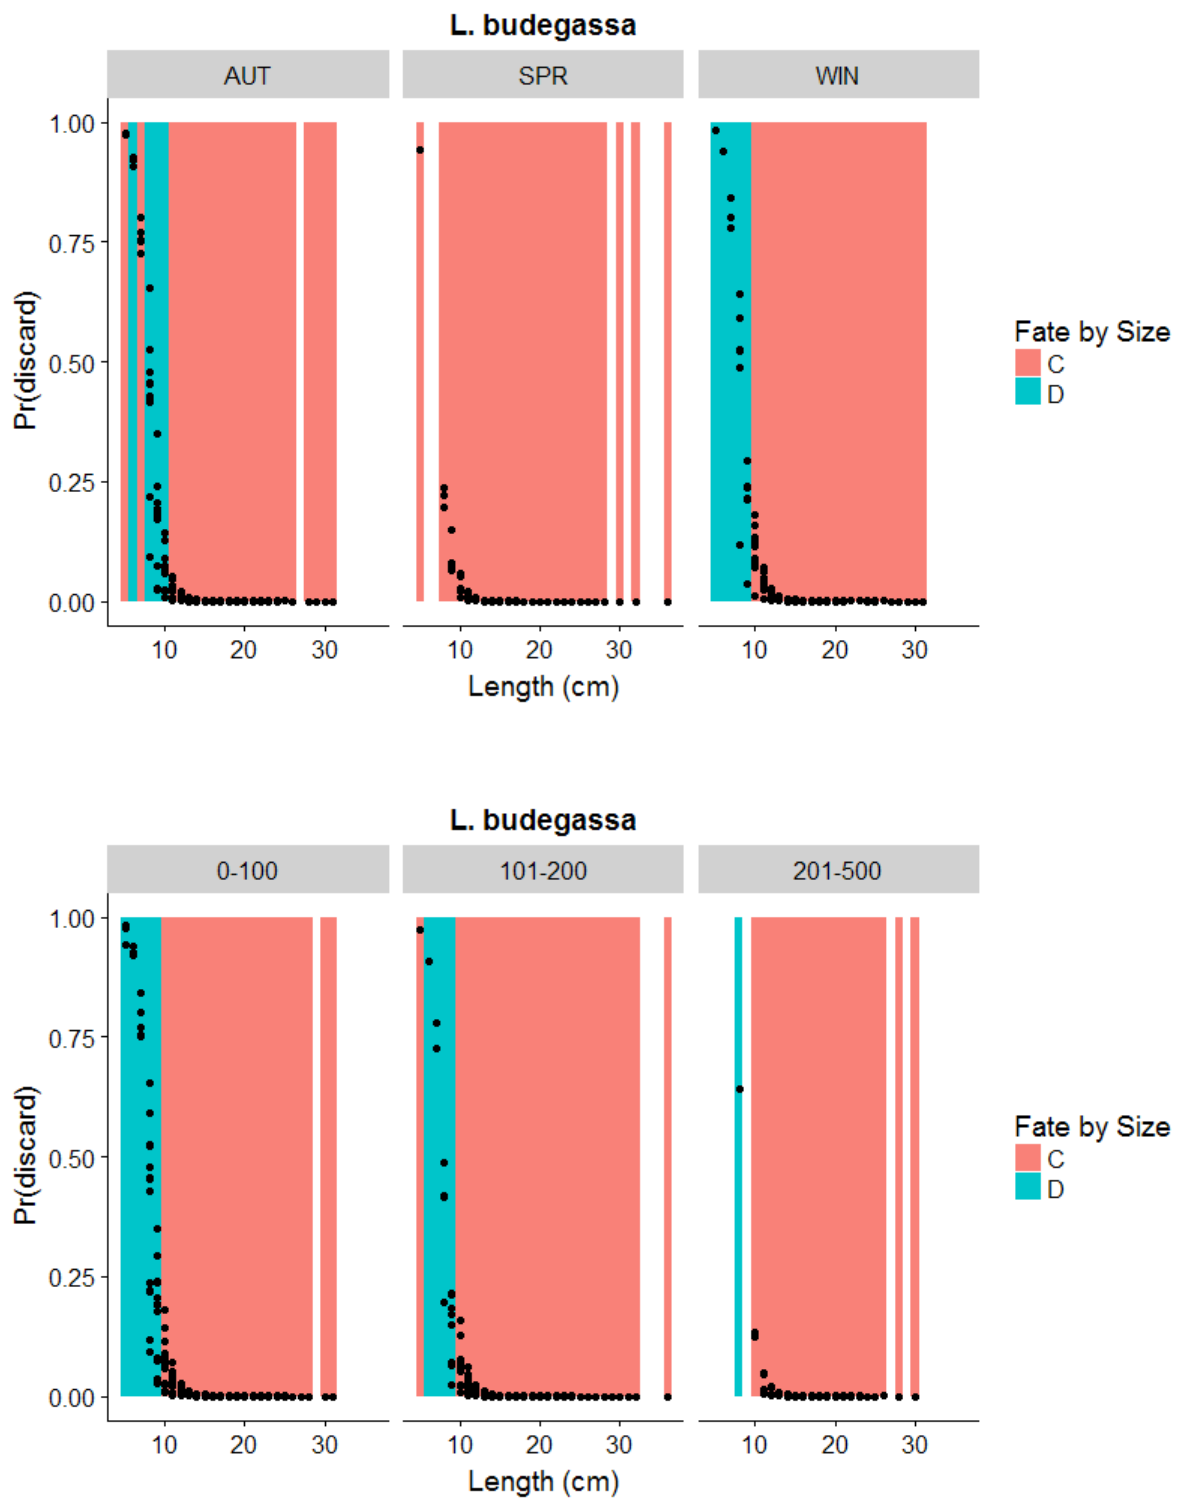 L. budegassa
AUT SPR WIN
1.00
0.75
0.50
0.25
0.00
Pr(discard)
10 20 30 10 20 30 10 20 30
Length (cm)
Fate by Size
C
D
L. budegassa
0-100 101-200 201-500
1.00
0.75
0.50
0.25
0.00
Pr(discard)
10 20 30 10 20 30 10 20 30
Length (cm)
Fate by Size
C
D